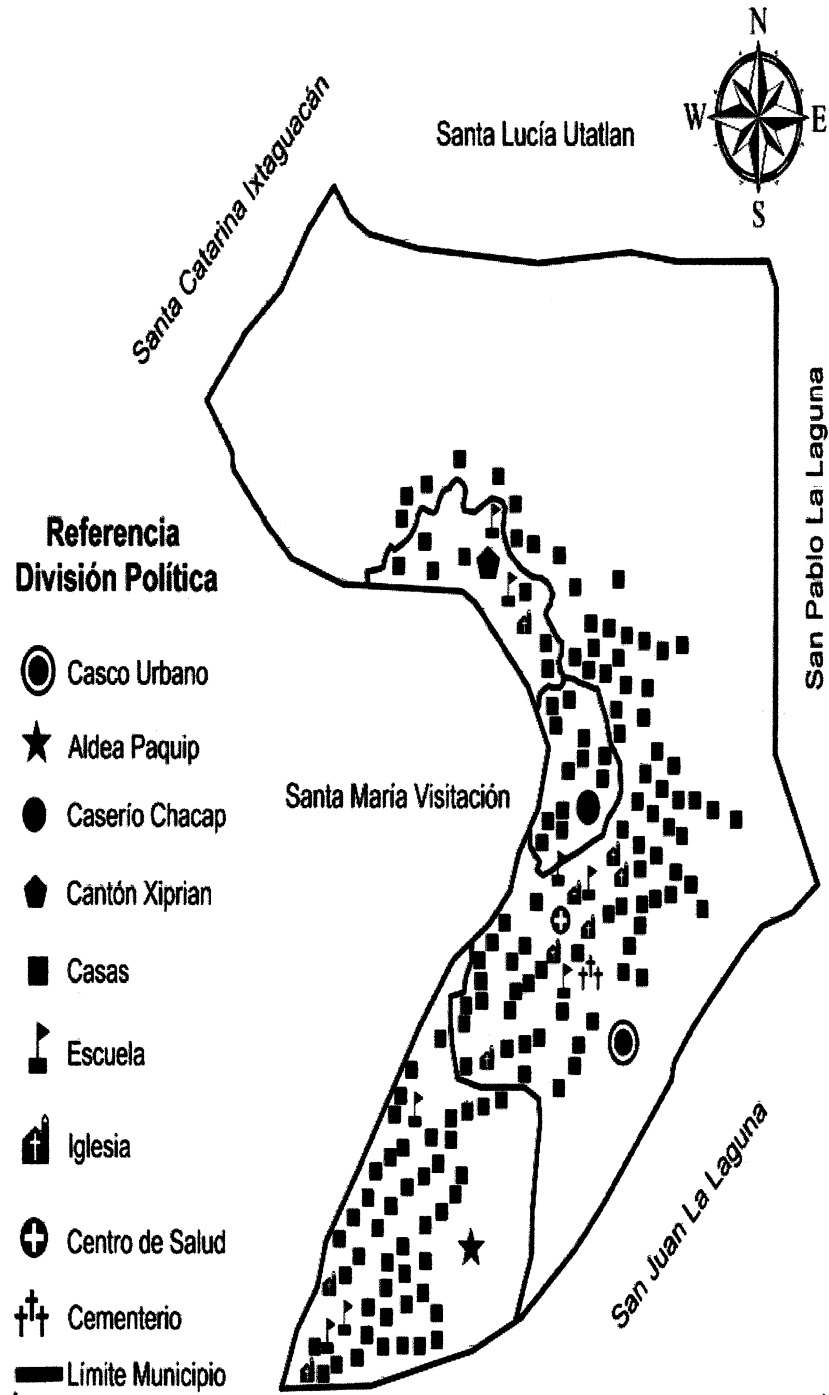 N
Santa Lucía Utatlan
W
E
S
Santa Catarina Ixtaguacán
San Pablo La Laguna
Referencia
División Política
Casco Urbano
Aldea Paquip
Santa María Visitación
Caserío Chacap
Cantón Xiprian
Casas
Escuela
Iglesia
Centro de Salud
San Juan La Laguna
Cementerio
Límite Municipio